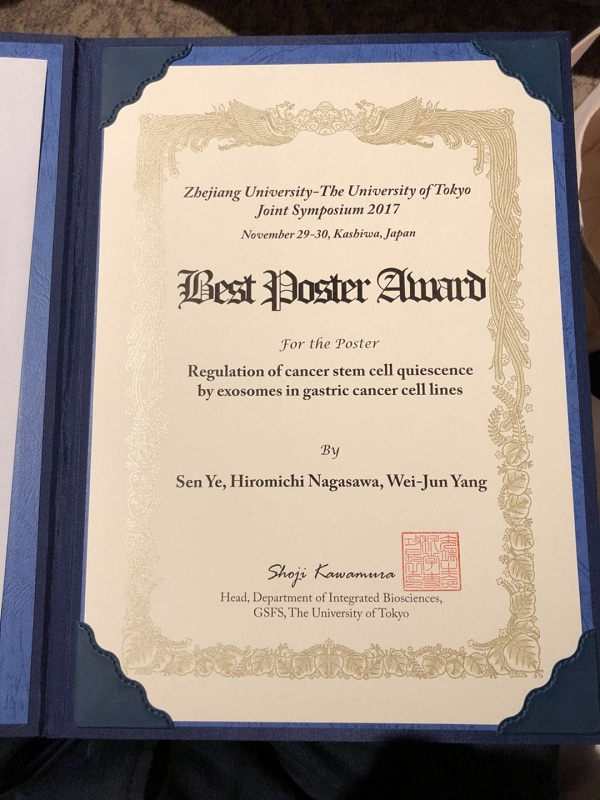 Zhejiang University-The University of Tokyo
Joint Symposium 2017
November 29-30, Kashiwa, Japan
Best Poster Award
For the Poster
Regulation of cancer stem cell quiescence
by exosomes in gastric cancer cell lines
By
Sen Ye, Hiromichi Nagasawa, Wei-Jun Yang
Shoji Kawamura
Head, Department of Integrated Biosciences,
GSFS, The University of Tokyo